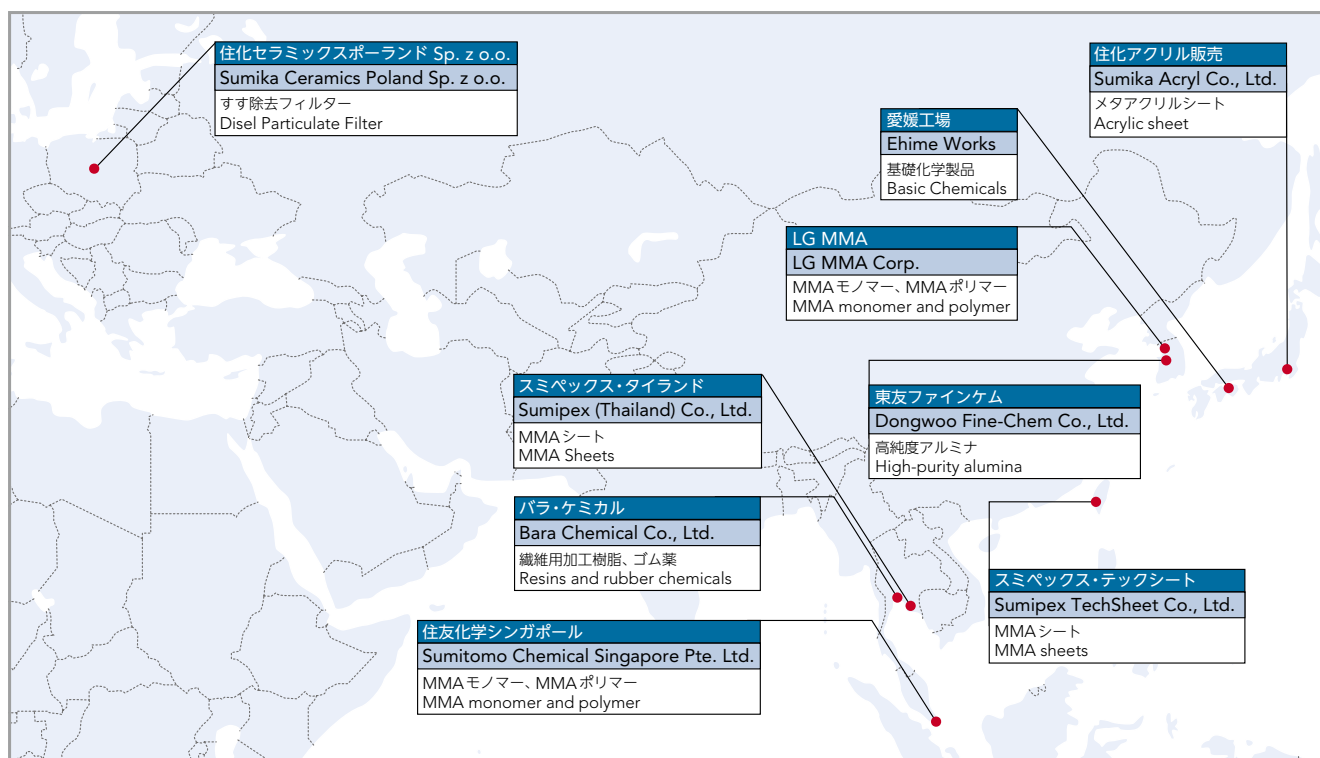 住化セラミックスポーランド Sp. z o.o.
Sumika Ceramics Poland Sp. z o.o.
すす除去フィルター
Disel Particulate Filter
住化アクリル販売
Sumika Acryl Co., Ltd.
メタアクリルシート
Acrylic sheet
愛媛工場
Ehime Works
基礎化学製品
Basic Chemicals
LG MMA
LG MMA Corp.
MMAモノマー、MMAポリマー
MMA monomer and polymer
スミペックス・タイランド
Sumipex (Thailand) Co., Ltd.
MMAシート
MMA Sheets
東友ファインケム
Dongwoo Fine-Chem Co., Ltd.
高純度アルミナ
High-purity alumina
バラ・ケミカル
Bara Chemical Co., Ltd.
繊維用加工樹脂、ゴム薬
Resins and rubber chemicals
スミペックス・テックシート
Sumipex TechSheet Co., Ltd.
MMAシート
MMA sheets
住友化学シンガポール
Sumitomo Chemical Singapore Pte. Ltd.
MMAモノマー、MMAポリマー
MMA monomer and polymer